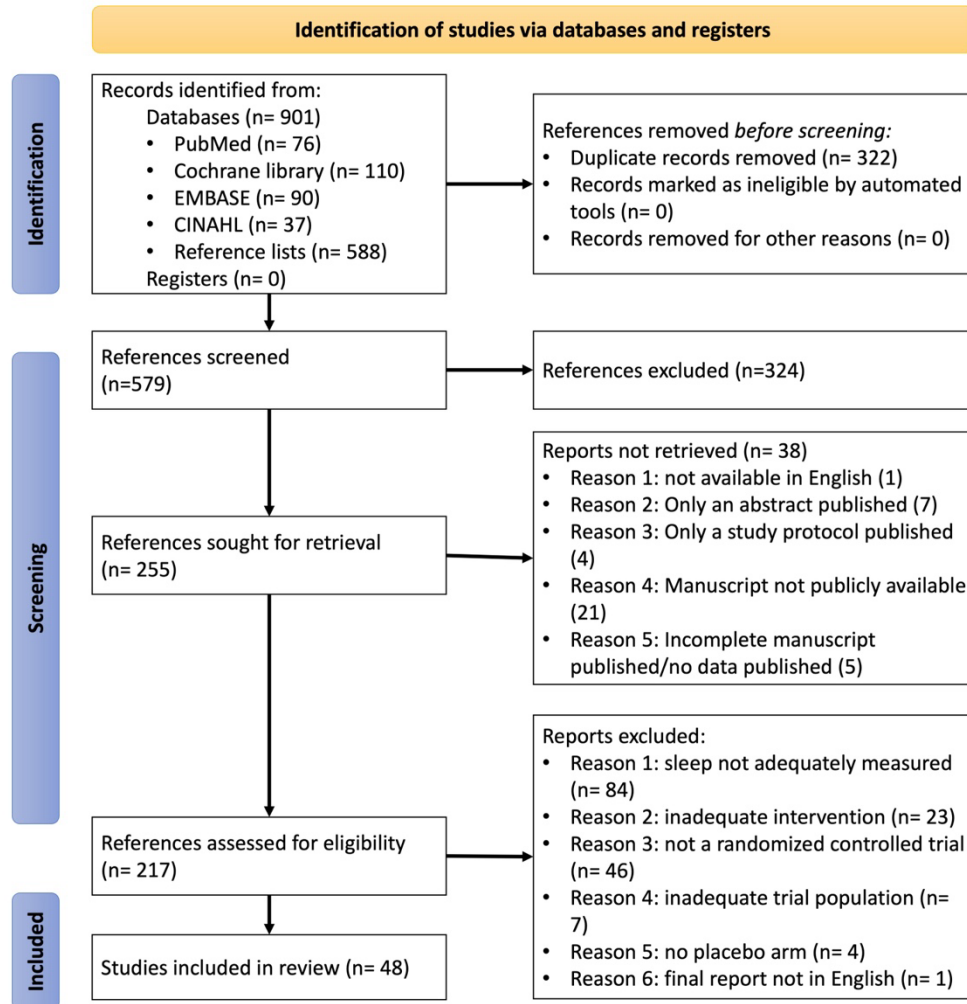 Identification of studies via databases and registers
Identification
Records identified from:
Databases (n= 901)
• PubMed (n= 76)
• Cochrane library (n= 110)
• EMBASE (n= 90)
• CINAHL (n= 37)
• Reference lists (n= 588)
Registers (n= 0)
References removed before screening:
• Duplicate records removed (n= 322)
• Records marked as ineligible by automated
tools (n= 0)
• Records removed for other reasons (n= 0)
Screening
References screened
(n=579)
References excluded (n=324)
References sought for retrieval
(n= 255)
Reports not retrieved (n= 38)
• Reason 1: not available in English (1)
• Reason 2: Only an abstract published (7)
• Reason 3: Only a study protocol published
(4)
• Reason 4: Manuscript not publicly available
(21)
• Reason 5: Incomplete manuscript
published/no data published (5)
References assessed for eligibility
(n= 217)
Reports excluded:
• Reason 1: sleep not adequately measured
(n= 84)
• Reason 2: inadequate intervention (n= 23)
• Reason 3: not a randomized controlled trial
(n= 46)
• Reason 4: inadequate trial population (n=
7)
• Reason 5: no placebo arm (n= 4)
• Reason 6: final report not in English (n= 1)
Included
Studies included in review (n= 48)